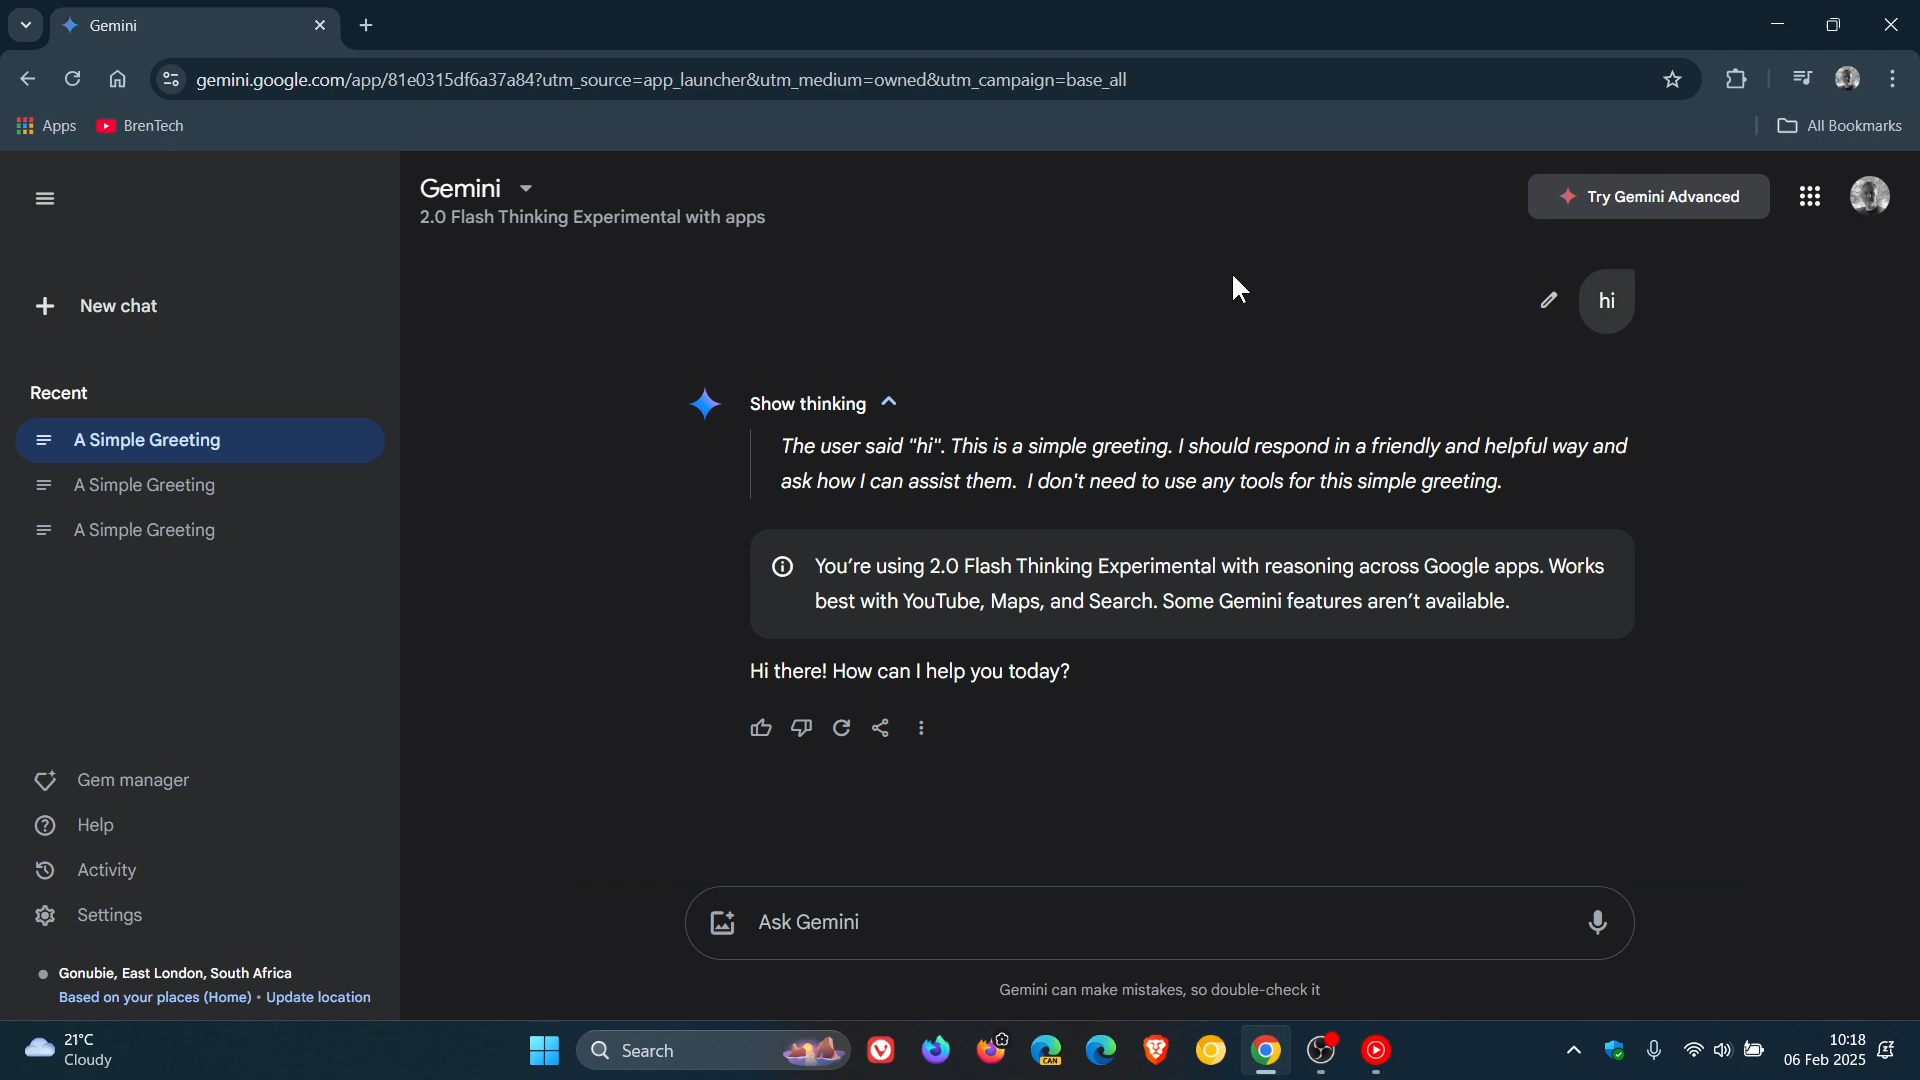 Gemini
gemini.google.com/app/81e0315df6a37a84?utm_source=app_launcher&utm_medium=owned&utm_campaign=base_all
Apps
BrenTech
All Bookmarks
Gemini
2.0 Flash Thinking Experimental with apps
Try Gemini Advanced
New chat
Recent
A Simple Greeting
A Simple Greeting
A Simple Greeting
hi
Show thinking
The user said "hi". This is a simple greeting. I should respond in a friendly and helpful way and
ask how I can assist them. I don't need to use any tools for this simple greeting.
You're using 2.0 Flash Thinking Experimental with reasoning across Google apps. Works
best with YouTube, Maps, and Search. Some Gemini features aren't available.
Hi there! How can I help you today?
Gem manager
Help
Activity
Settings
Gonubie, East London, South Africa
Based on your places (Home) • Update location
Ask Gemini
Gemini can make mistakes, so double-check it
21°C
Cloudy
Search
CAN
10:18
06 Feb 2025